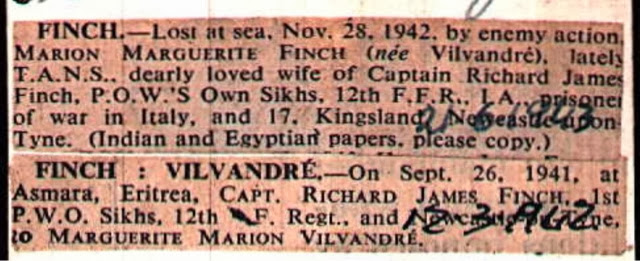 FINCH.—Lost at sea, Nov. 28, 1942, by enemy action,
MARION MARGUERITE FINCH (née Vilvandré), lately
T.A.N.S., dearly loved wife of Captain Richard James
Finch, P.O.W.'S Own Sikhs, 12th F.F.R., I.A., prisoner
of war in Italy, and 17, Kingsland, Newcastle-upon-
Tyne. (Indian and Egyptian papers, please copy.)
FINCH : VILVANDRÉ.—On Sept. 26, 1941, at
Asmara, Eritrea, CAPT. RICHARD JAMES FINCH, 1st
P.W.O. Sikhs, 12th F. Regt., and
to MARGUERITE MARION VILVANDRÉ.